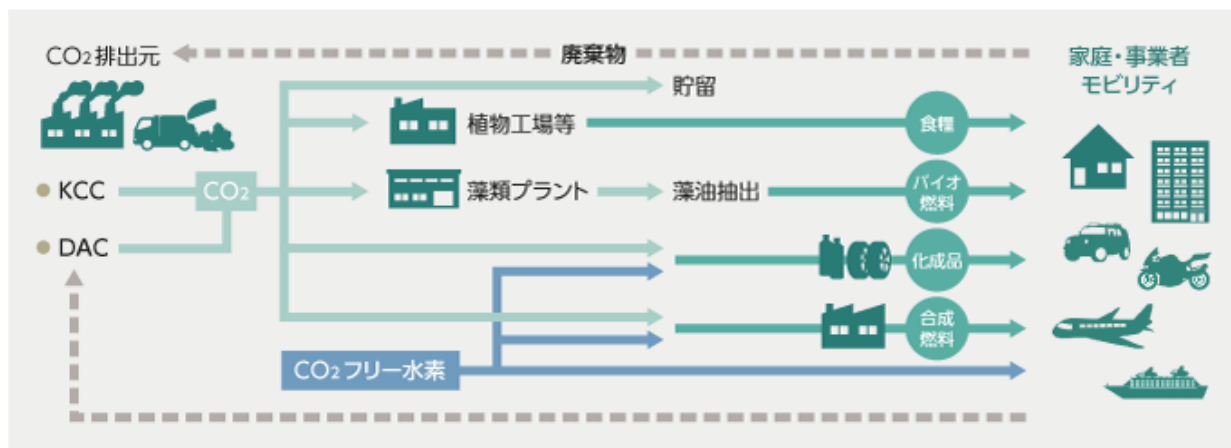 CO2排出元
廃棄物
家庭・事業者
モビリティ
貯留
植物工場等
食糧
KCC
CO2
藻類プラント
藻油抽出
バイオ
燃料
DAC
化成品
合成
燃料
CO2フリー水素